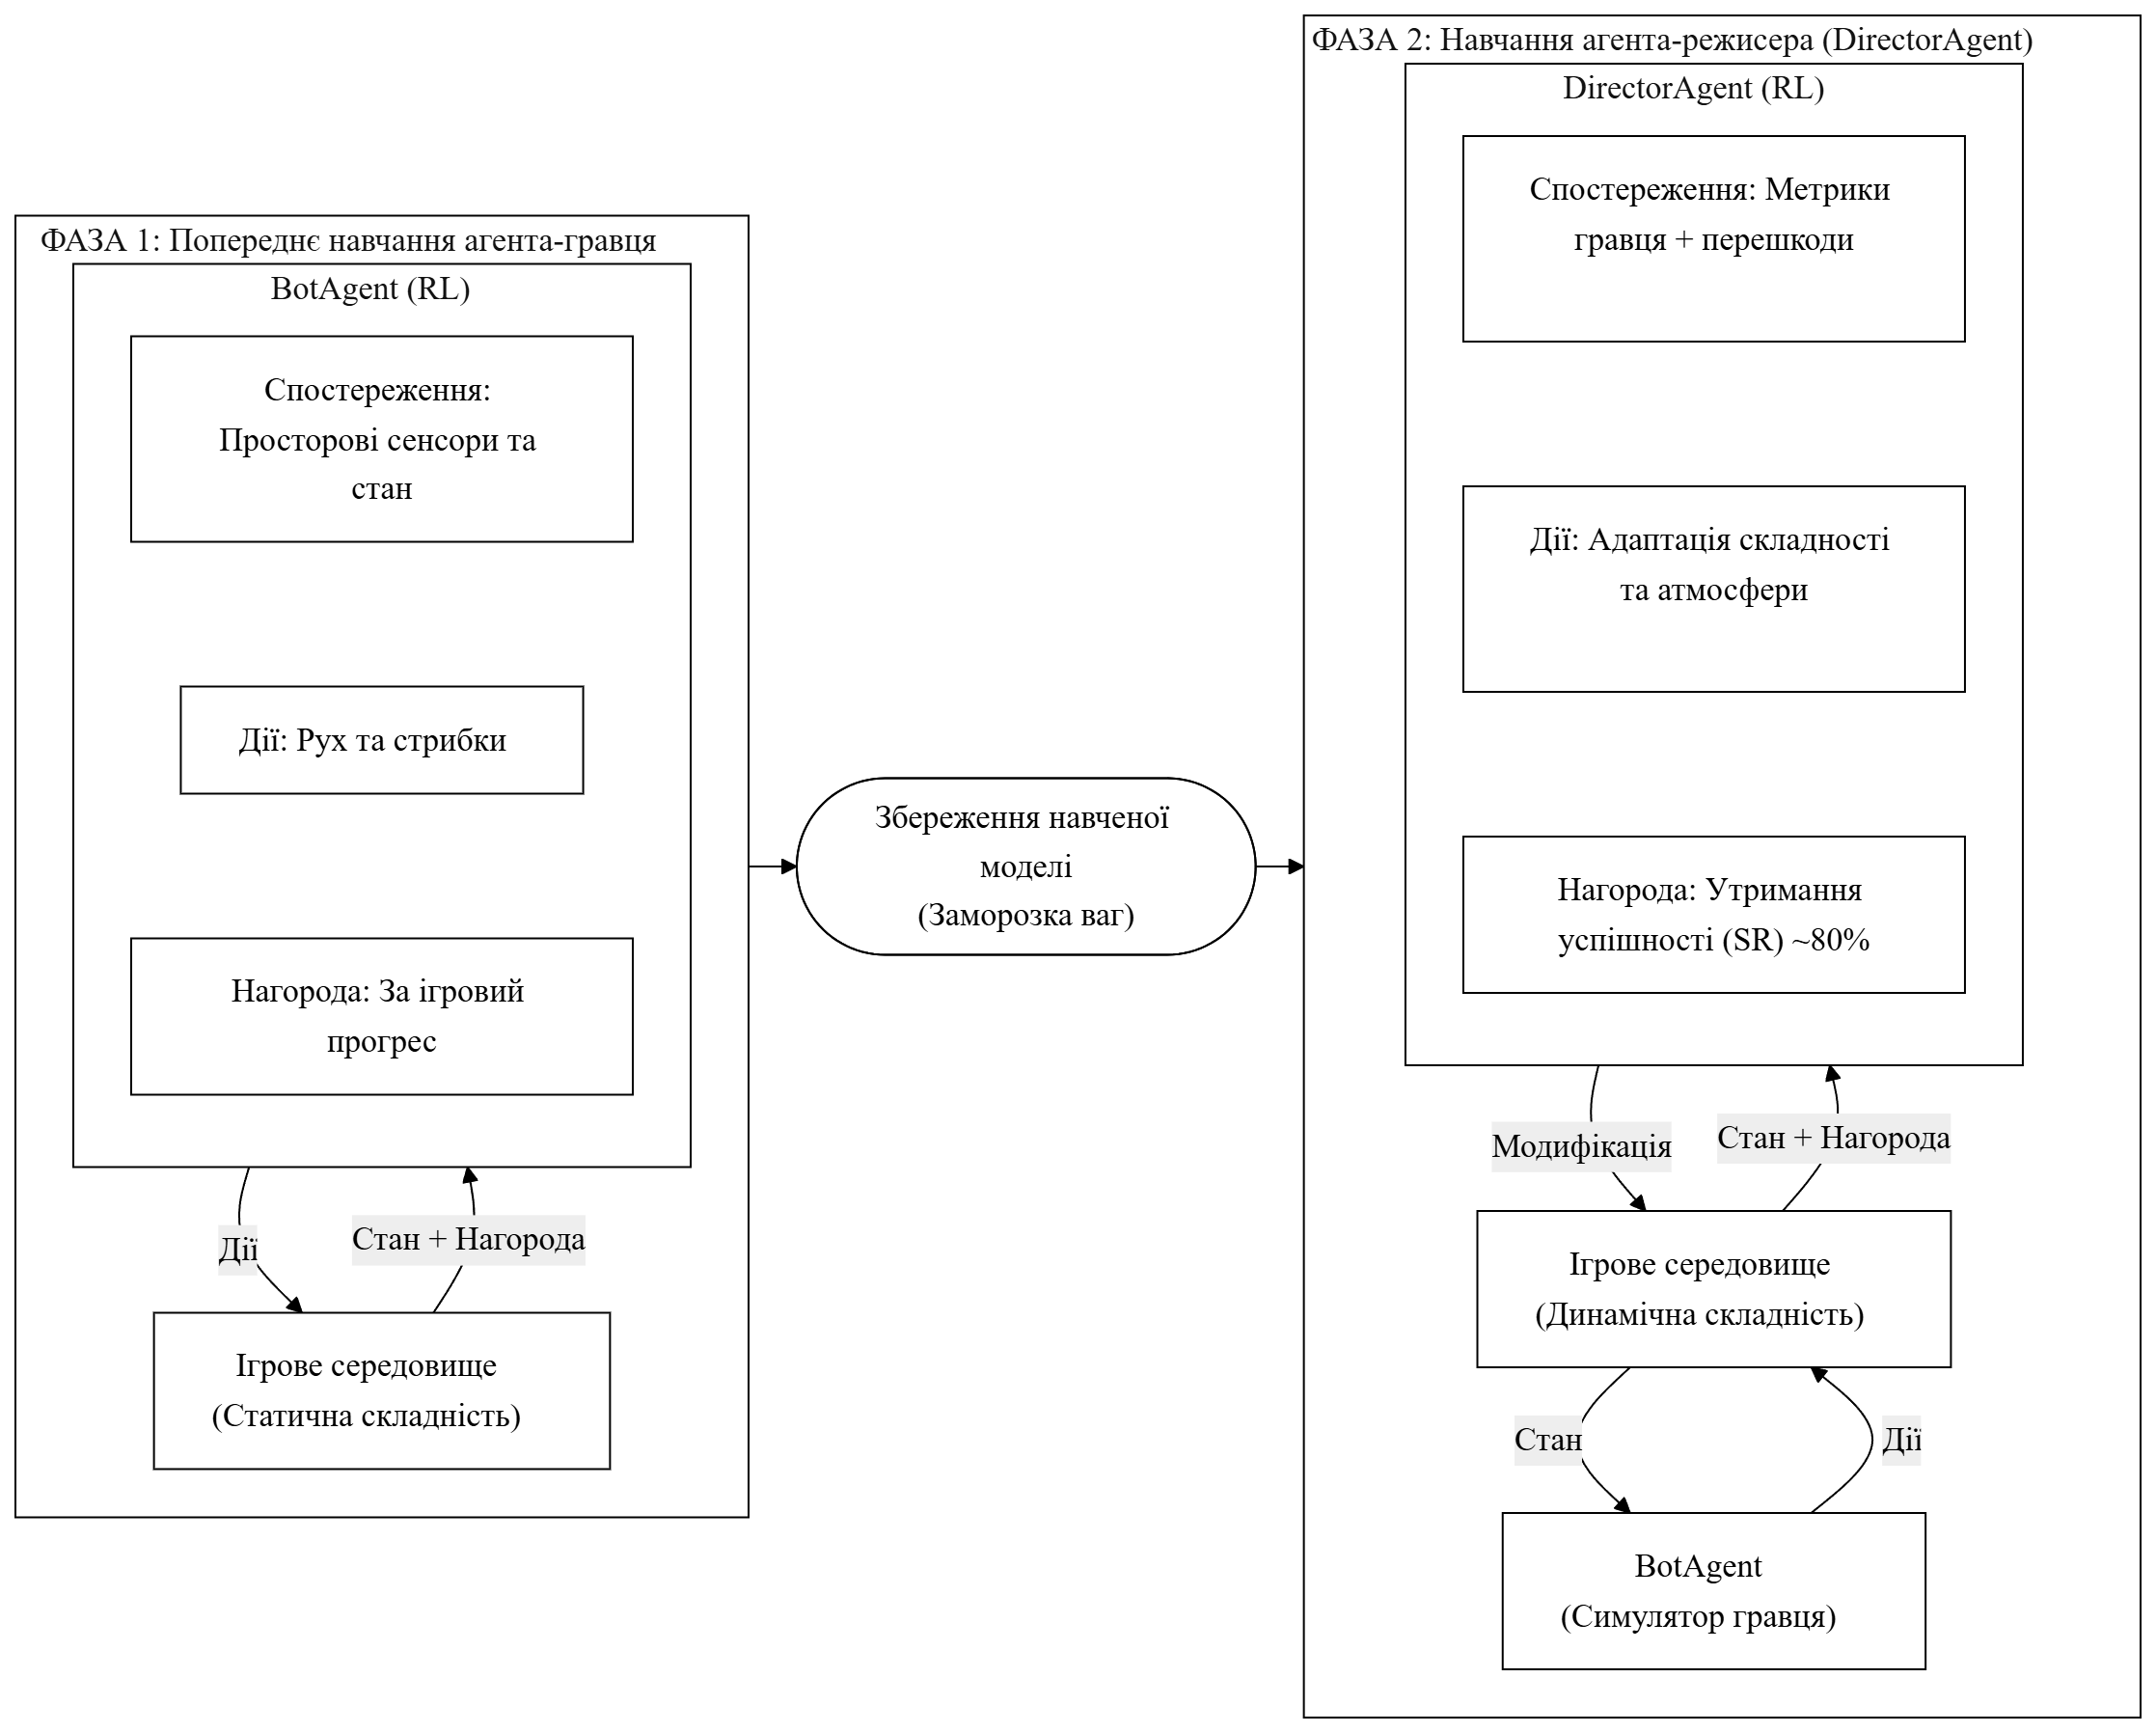 ФАЗА 1: Попереднє навчання агента-гравця
BotAgent (RL)
Спостереження:
Просторові сенсори та
стан
Дії: Рух та стрибки
Нагорода: За ігровий
прогрес
Дії
Стан + Нагорода
Ігрове середовище
(Статична складність)
Збереження навченої
моделі
(Заморозка ваг)
ФАЗА 2: Навчання агента-режисера (DirectorAgent)
DirectorAgent (RL)
Спостереження: Метрики
гравця + перешкоди
Дії: Адаптація складності
та атмосфери
Нагорода: Утримання
успішності (SR) ~80%
Модифікація
Стан + Нагорода
Ігрове середовище
(Динамічна складність)
Стан
Дії
BotAgent
(Симулятор гравця)